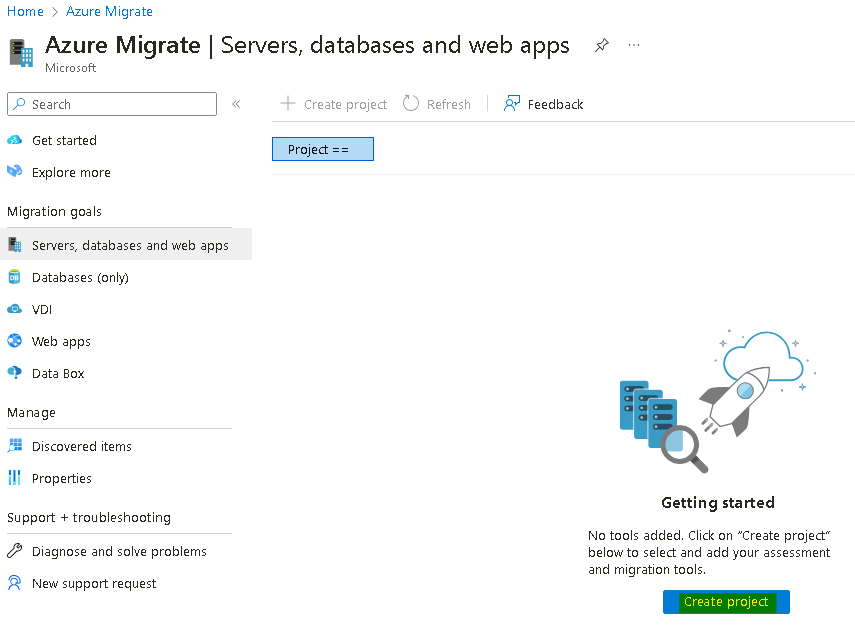 Home > Azure Migrate
Azure Migrate | Servers, databases and web apps
Microsoft
Search
Create project
Refresh
Feedback
Get started
Explore more
Project ==
Migration goals
Servers, databases and web apps
Databases (only)
VDI
Web apps
Data Box
Manage
Discovered items
Properties
Support + troubleshooting
Diagnose and solve problems
New support request
Getting started
No tools added. Click on "Create project"
below to select and add your assessment
and migration tools.
Create project